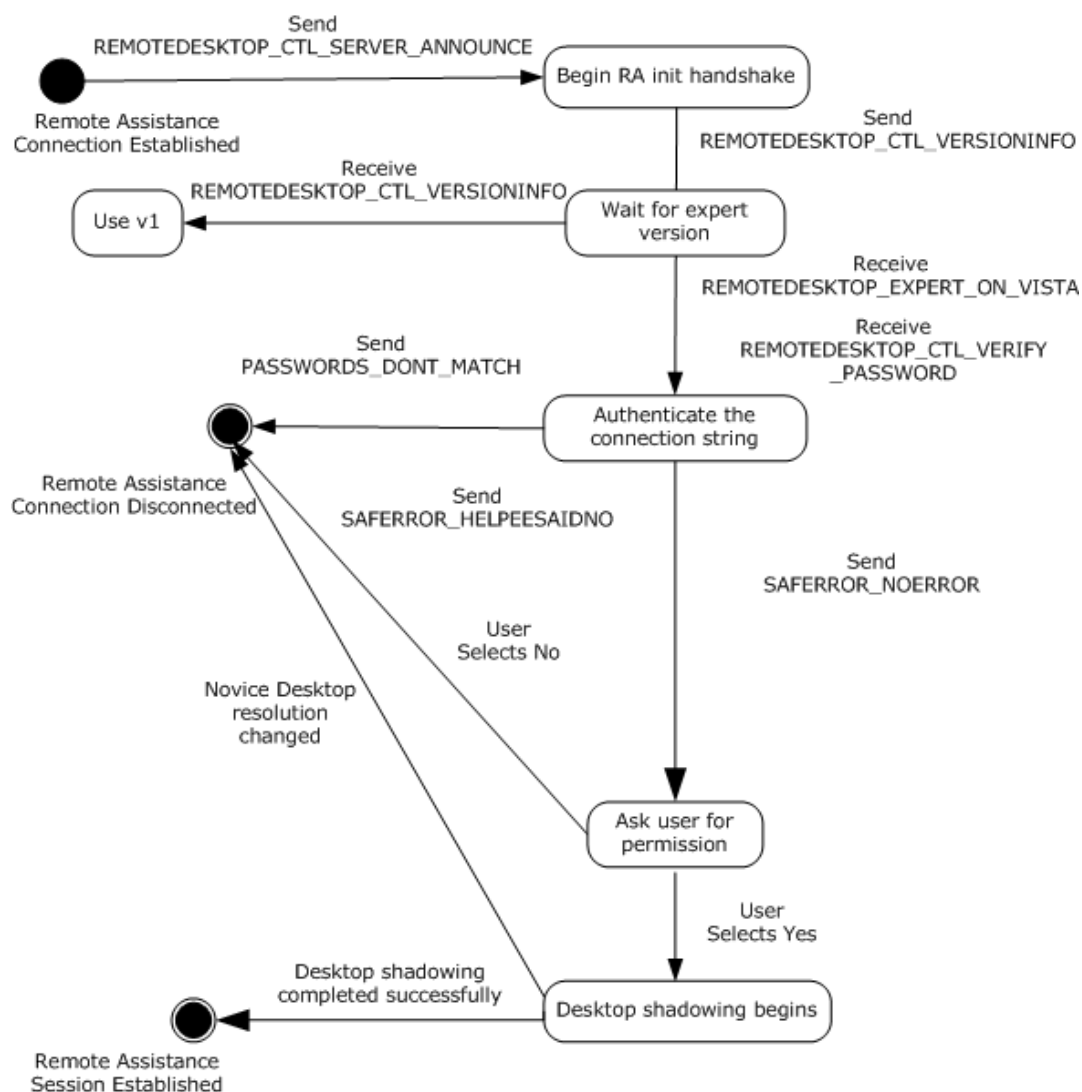 Send
REMOTEDESKTOP_CTL_SERVER_ANNOUNCE
Begin RA init handshake
Remote Assistance
Connection Established
Send
REMOTEDESKTOP_CTL_VERSIONINFO
Receive
REMOTEDESKTOP_CTL_VERSIONINFO
Use v1
Wait for expert
version
Receive
REMOTEDESKTOP_EXPERT_ON_VISTA
Receive
REMOTEDESKTOP_CTL_VERIFY
_PASSWORD
Send
PASSWORDS_DONT_MATCH
Authenticate the
connection string
Remote Assistance
Connection Disconnected
Send
SAFERROR_HELPEESAIDNO
Send
SAFERROR_NOERROR
User
Selects No
Novice Desktop
resolution
changed
Ask user for
permission
User
Selects Yes
Desktop shadowing
completed successfully
Desktop shadowing begins
Remote Assistance
Session Established